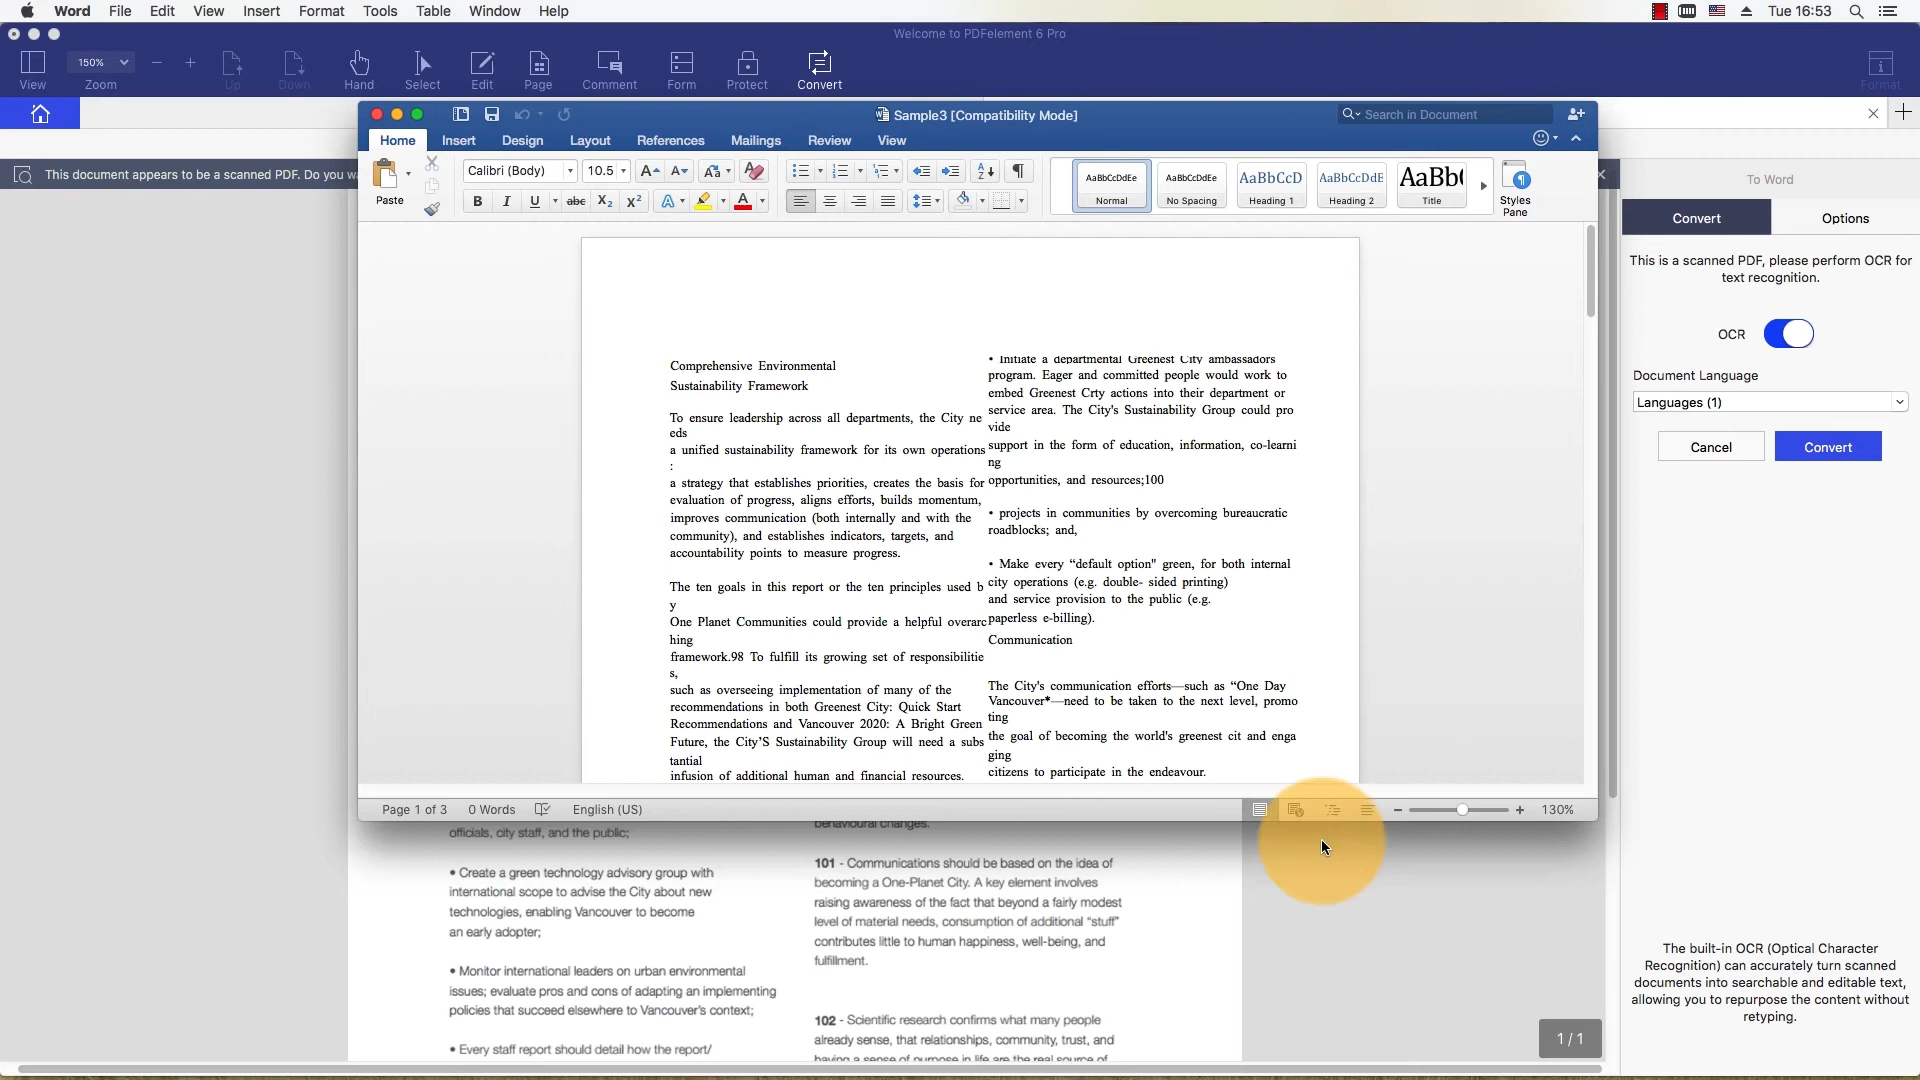 Word File Edit View Insert Format Tools Table Window Help Tue 16:53
Welcome to PDFelement 6 Pro
150%
View Zoom Up Down Hand Select Edit Page Comment Form Protect Convert Format
Sample3 [Compatibility Mode]
Search in Document
Home Insert Design Layout References Mailings Review View
This document appears to be a scanned PDF. Do you wa
Paste
Calibri (Body) 10.5
AaBbCcDdEe AaBbCcDdEe AaBbCcD AaBbCcDdE AaBb(
Normal No Spacing Heading 1 Heading 2 Title
Styles
Pane
Comprehensive Environmental
Sustainability Framework
To ensure leadership across all departments, the City ne
eds
a unified sustainability framework for its own operations
:
a strategy that establishes priorities, creates the basis for
evaluation of progress, aligns efforts, builds momentum,
improves communication (both internally and with the
community), and establishes indicators, targets, and
accountability points to measure progress.
The ten goals in this report or the ten principles used b
y
One Planet Communities could provide a helpful overarc
hing
framework.98 To fulfill its growing set of responsibilitie
s,
such as overseeing implementation of many of the
recommendations in both Greenest City: Quick Start
Recommendations and Vancouver 2020: A Bright Green
Future, the City’S Sustainability Group will need a subs
tantial
infusion of additional human and financial resources.
• Initiate a departmental Greenest City ambassadors
program. Eager and committed people would work to
embed Greenest Crty actions into their department or
service area. The City's Sustainability Group could pro
vide
support in the form of education, information, co-learni
ng
opportunities, and resources;100
• projects in communities by overcoming bureaucratic
roadblocks; and,
• Make every “default option" green, for both internal
city operations (e.g. double- sided printing)
and service provision to the public (e.g.
paperless e-billing).
Communication
The City's communication efforts—such as “One Day
Vancouver*—need to be taken to the next level, promo
ting
the goal of becoming the world's greenest cit and enga
ging
citizens to participate in the endeavour.
Page 1 of 3 0 Words English (US) 130%
officials, city staff, and the public;
• Create a green technology advisory group with
international scope to advise the City about new
technologies, enabling Vancouver to become
an early adopter;
• Monitor international leaders on urban environmental
issues; evaluate pros and cons of adapting an implementing
policies that succeed elsewhere to Vancouver's context;
• Every staff report should detail how the report/
behavioural changes.
101 - Communications should be based on the idea of
becoming a One-Planet City. A key element involves
raising awareness of the fact that beyond a fairly modest
level of material needs, consumption of additional "stuff"
contributes little to human happiness, well-being, and
fulfillment.
102 - Scientific research confirms what many people
already sense, that relationships, community, trust, and
having a sense of purpose in life are the real source of
1 / 1
To Word
Convert Options
This is a scanned PDF, please perform OCR for
text recognition.
OCR
Document Language
Languages (1)
Cancel Convert
The built-in OCR (Optical Character
Recognition) can accurately turn scanned
documents into searchable and editable text,
allowing you to repurpose the content without
retyping.